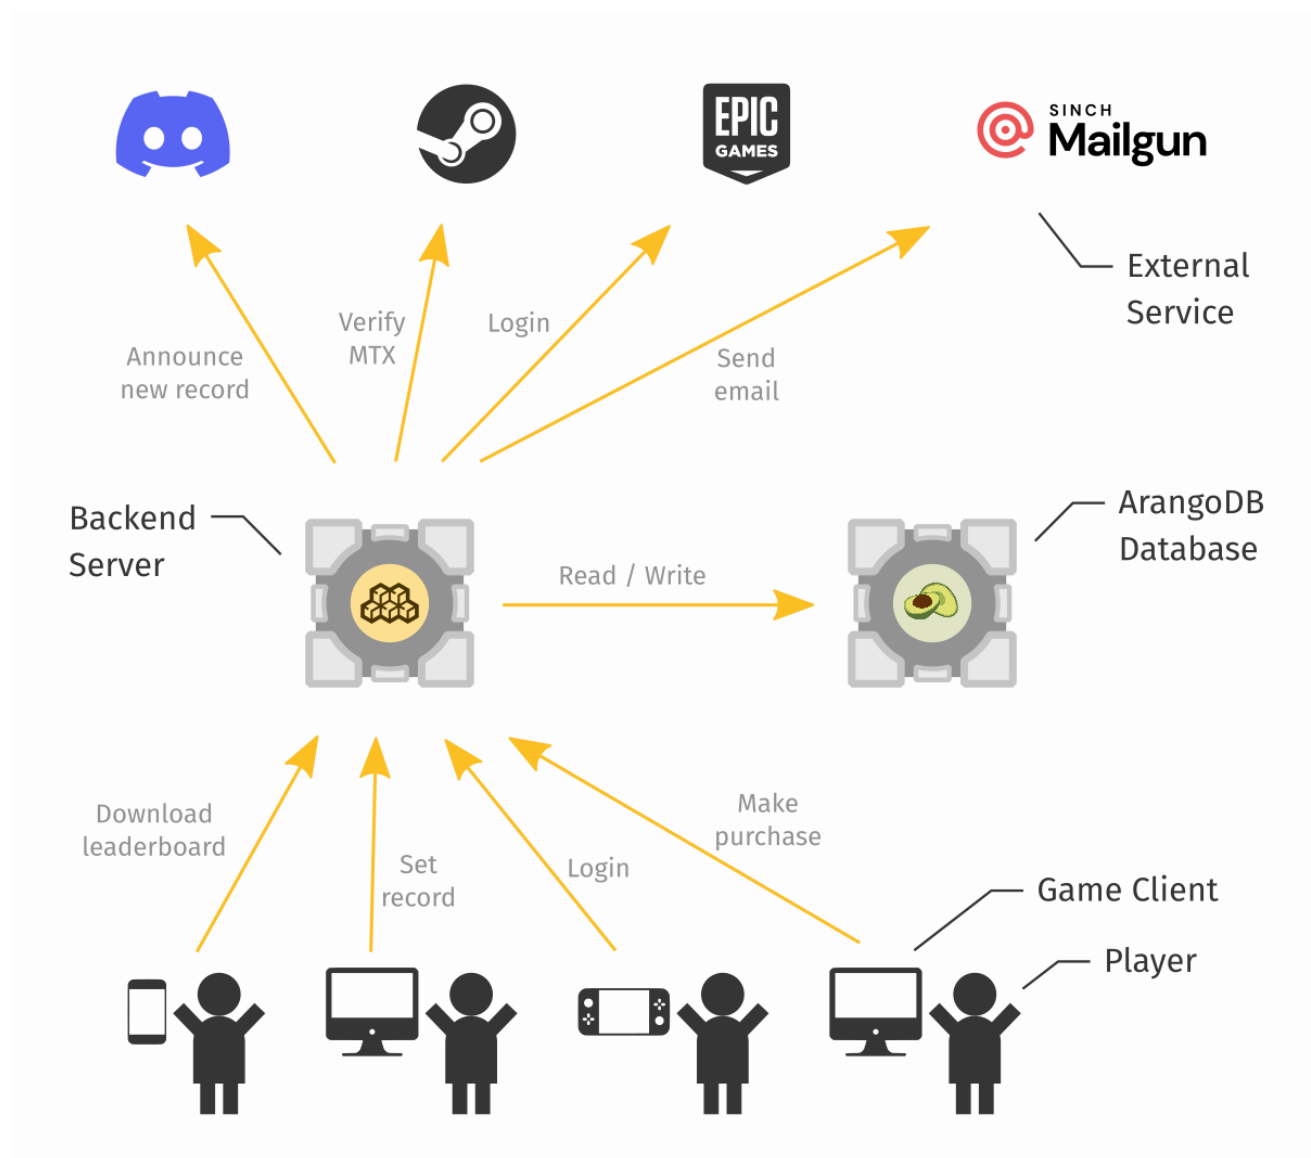 EPIC
GAMES
SINCH
Mailgun
External
Service
Verify
MTX
Login
Announce
new record
Send
email
Backend
Server
ArangoDB
Database
Read / Write
Download
leaderboard
Set
record
Login
Make
purchase
Game Client
Player